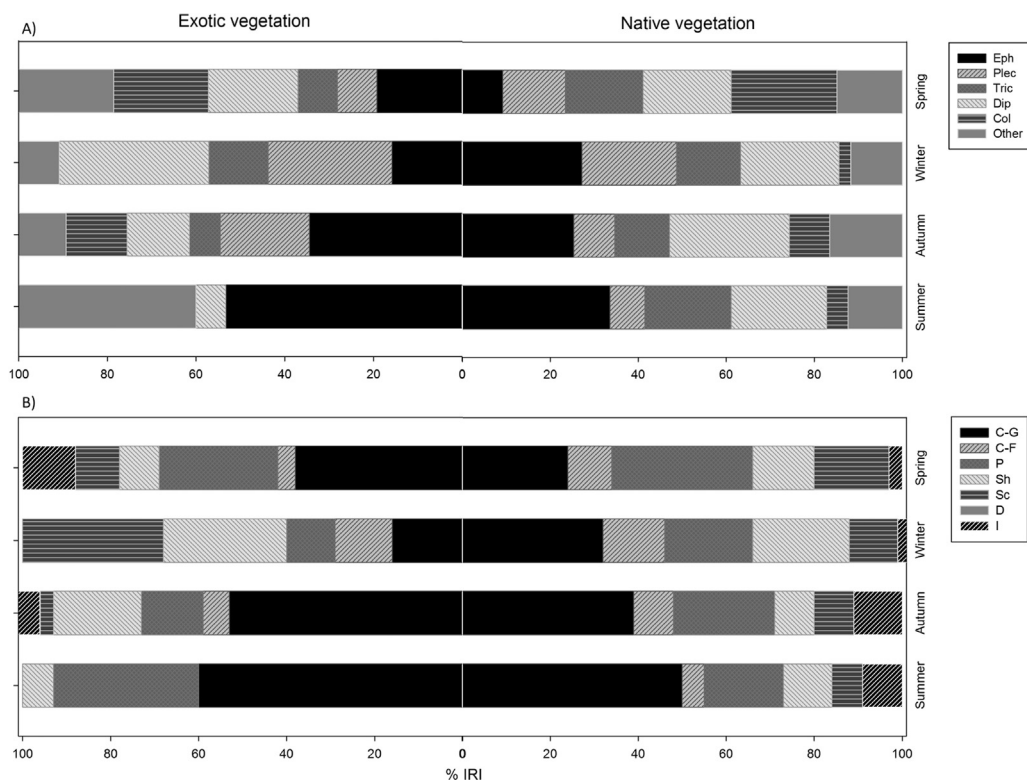 A)
Exotic vegetation
Native vegetation
Eph
Plec
Tric
Dip
Col
Other
Spring
Winter
Autumn
Summer
100 80 60 40 20 0 20 40 60 80 100
B)
C-G
C-F
P
Sh
Sc
D
I
Spring
Winter
Autumn
Summer
100 80 60 40 20 0 20 40 60 80 100
% IRI